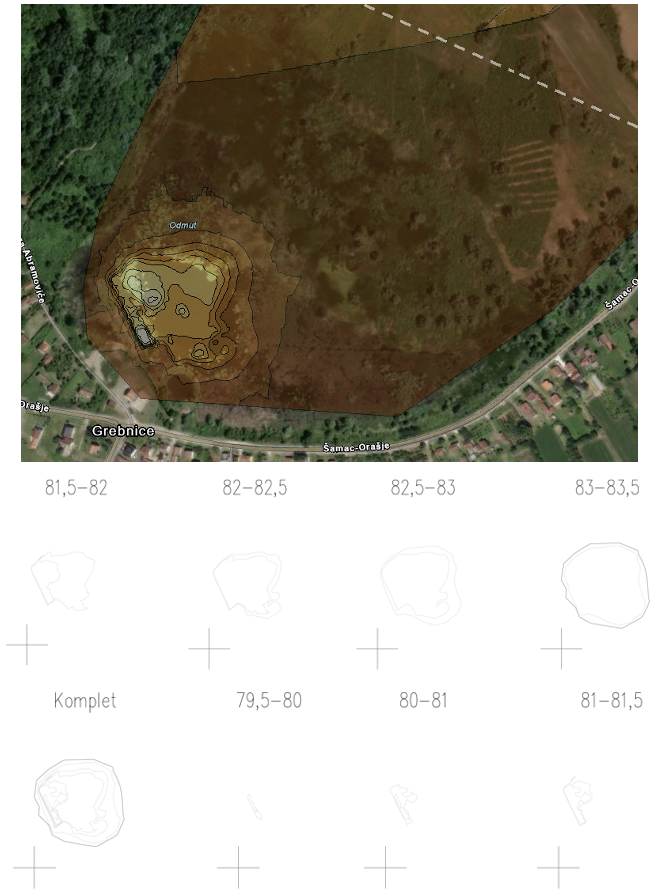 Odmut
a Abramoviće
Šamac-O
Orašje
Grebnice
Šamac-Orašje
81,5-82
82-82,5
82,5-83
83-83,5
Komplet
79,5-80
80-81
81-81,5